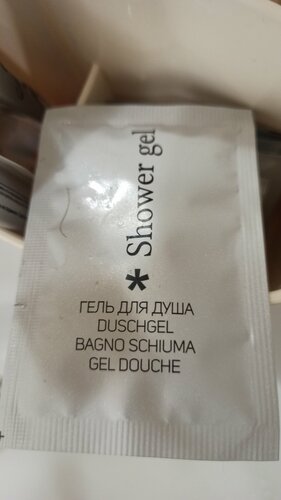 * Shower gel
ГЕЛЬ ДЛЯ ДУША
DUSCHGEL
BAGNO SCHIUMA
GEL DOUCHE